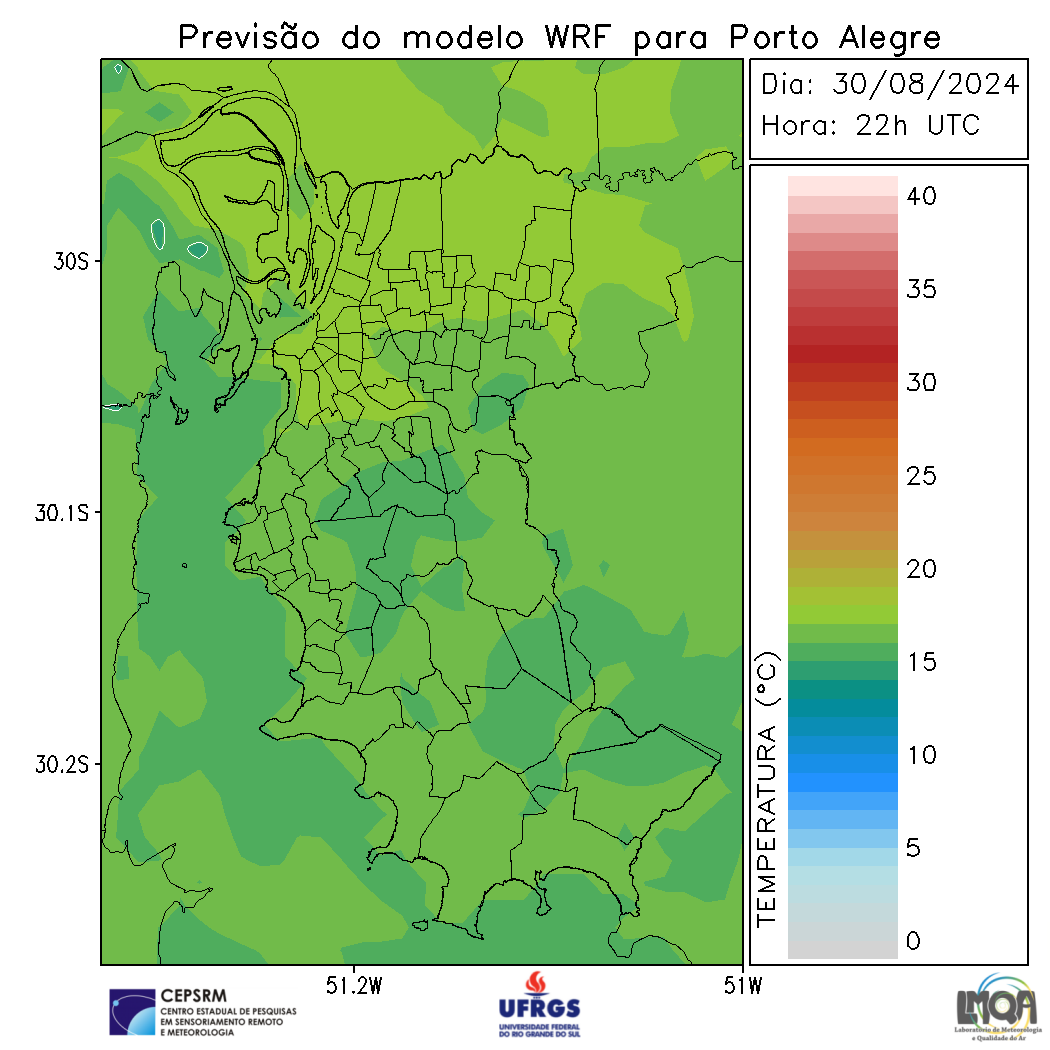 Previsão do modelo WRF para Porto Alegre
Dia: 30/08/2024
Hora: 22h UTC
40
35
30
25
20
15
10
5
0
TEMPERATURA (°C)
30S
30.1S
30.2S
51.2W
51W
CEPSRM
CENTRO ESTADUAL DE PESQUISAS
EM SENSORIAMENTO REMOTO
E METEOROLOGIA
UFRGS
UNIVERSIDADE FEDERAL
DO RIO GRANDE DO SUL
LMQA
Laboratório de Meteorologia
e Qualidade do Ar